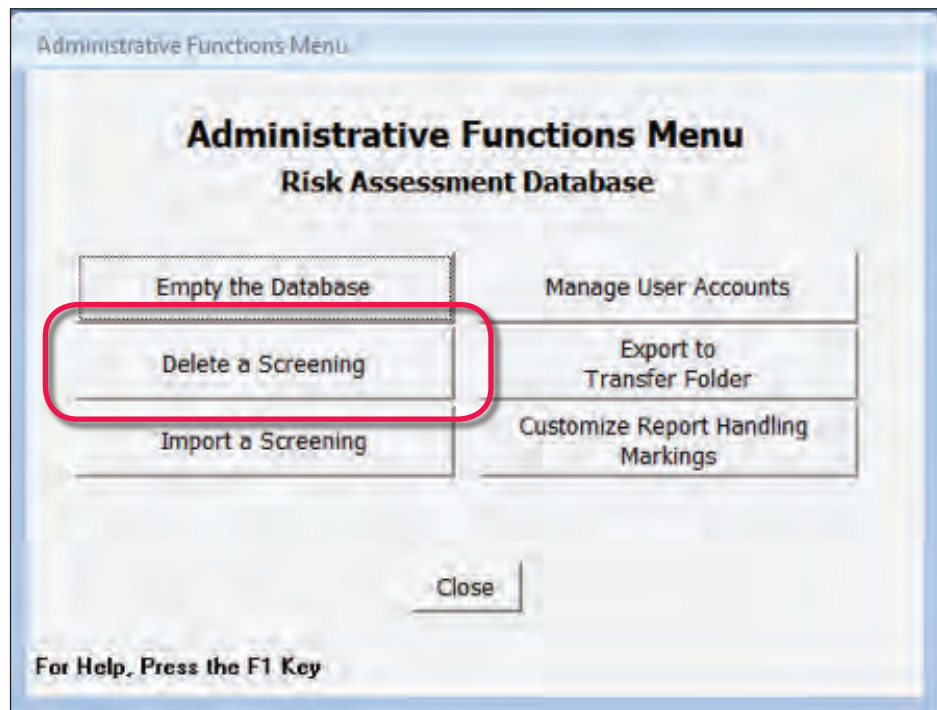 Administrative Functions Menu
Administrative Functions Menu
Risk Assessment Database
Empty the Database
Manage User Accounts
Delete a Screening
Export to
Transfer Folder
Import a Screening
Customize Report Handling
Markings
Close
For Help, Press the F1 Key